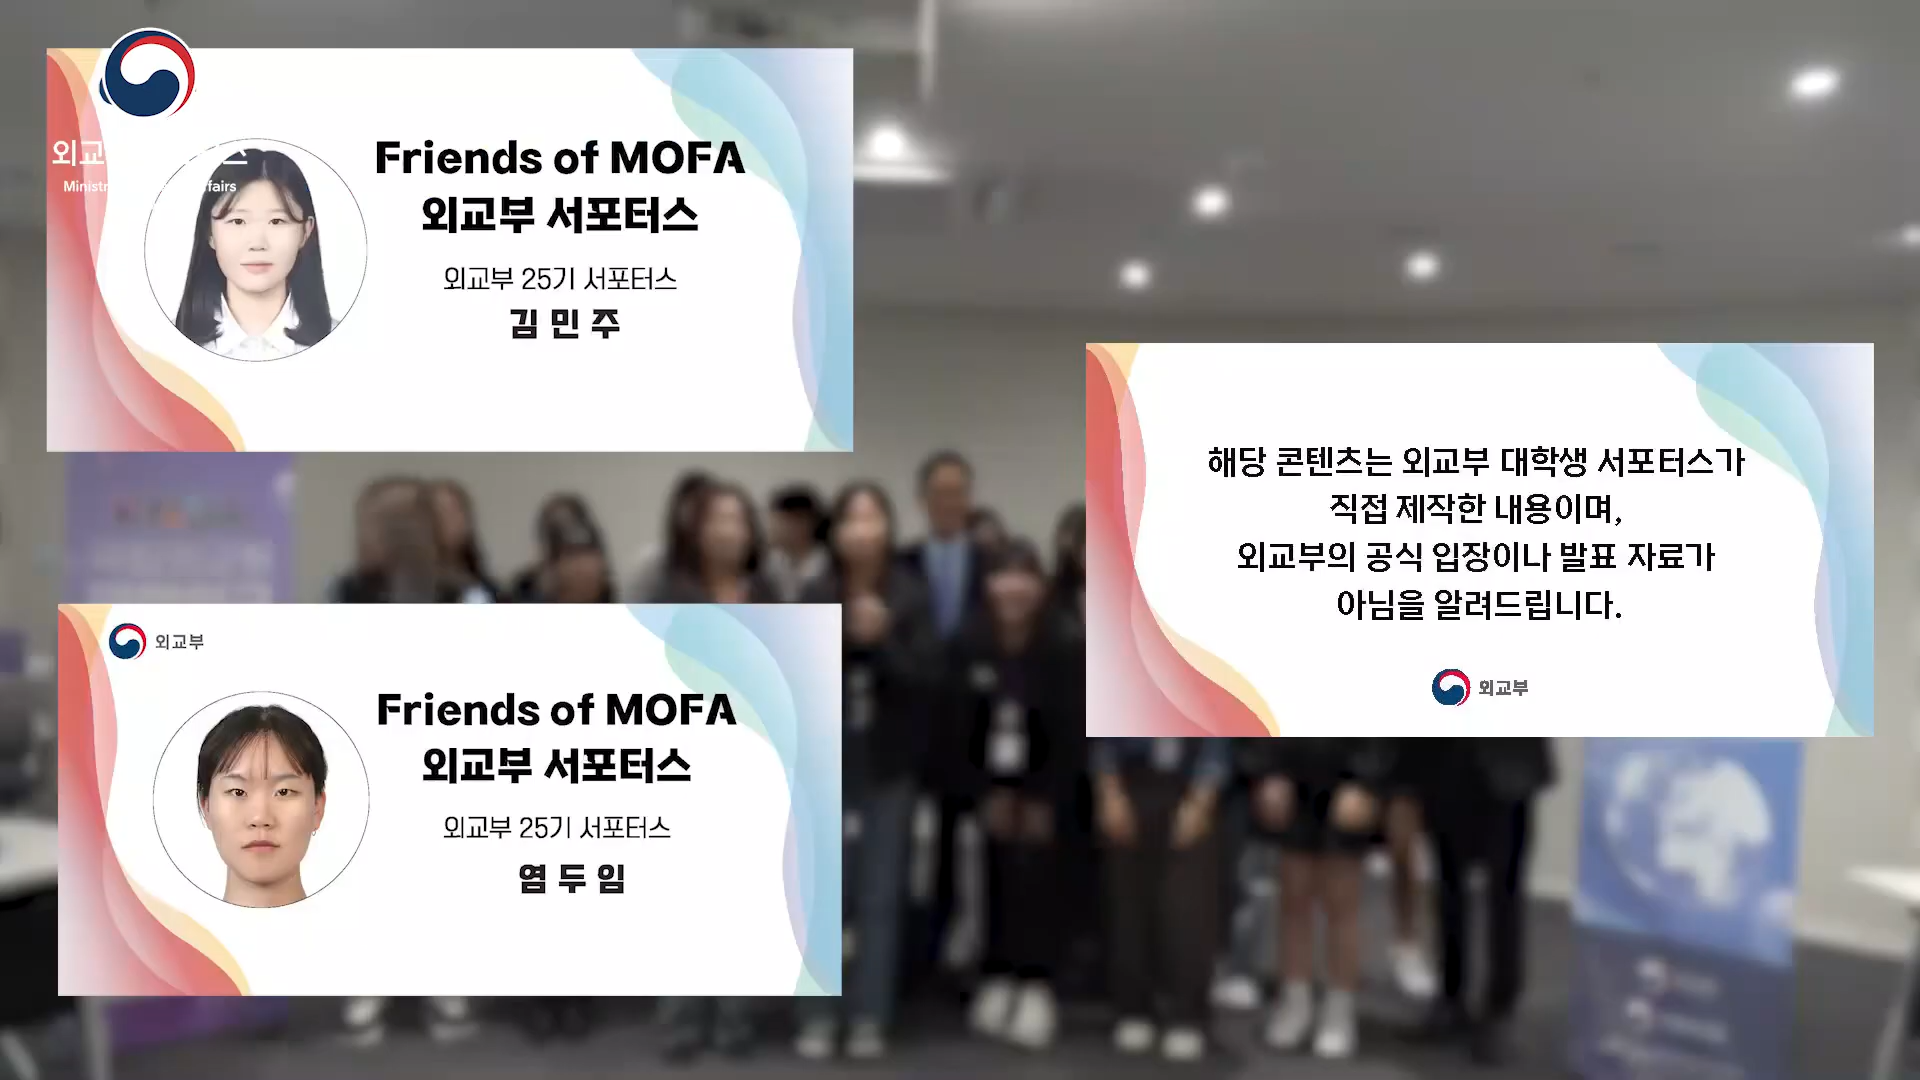 Friends of MOFA
외교부 서포터스
외교부 25기 서포터스
김민주
외교부
Friends of MOFA
외교부 서포터스
외교부 25기 서포터스
염두임
해당 콘텐츠는 외교부 대학생 서포터스가
직접 제작한 내용이며,
외교부의 공식 입장이나 발표 자료가
아님을 알려드립니다.
외교부